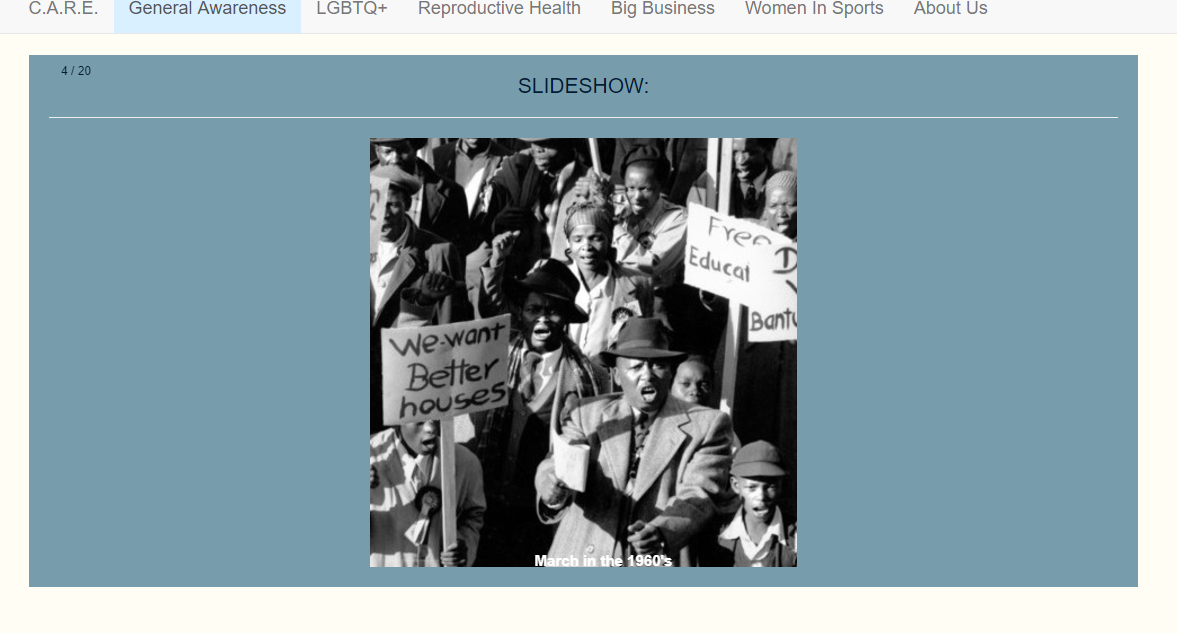 C.A.R.E. General Awareness LGBTQ+ Reproductive Health Big Business Women In Sports About Us
4 / 20
SLIDESHOW:
We want
Better
houses
Free
Educat
D
Bantu
March in the 1960's